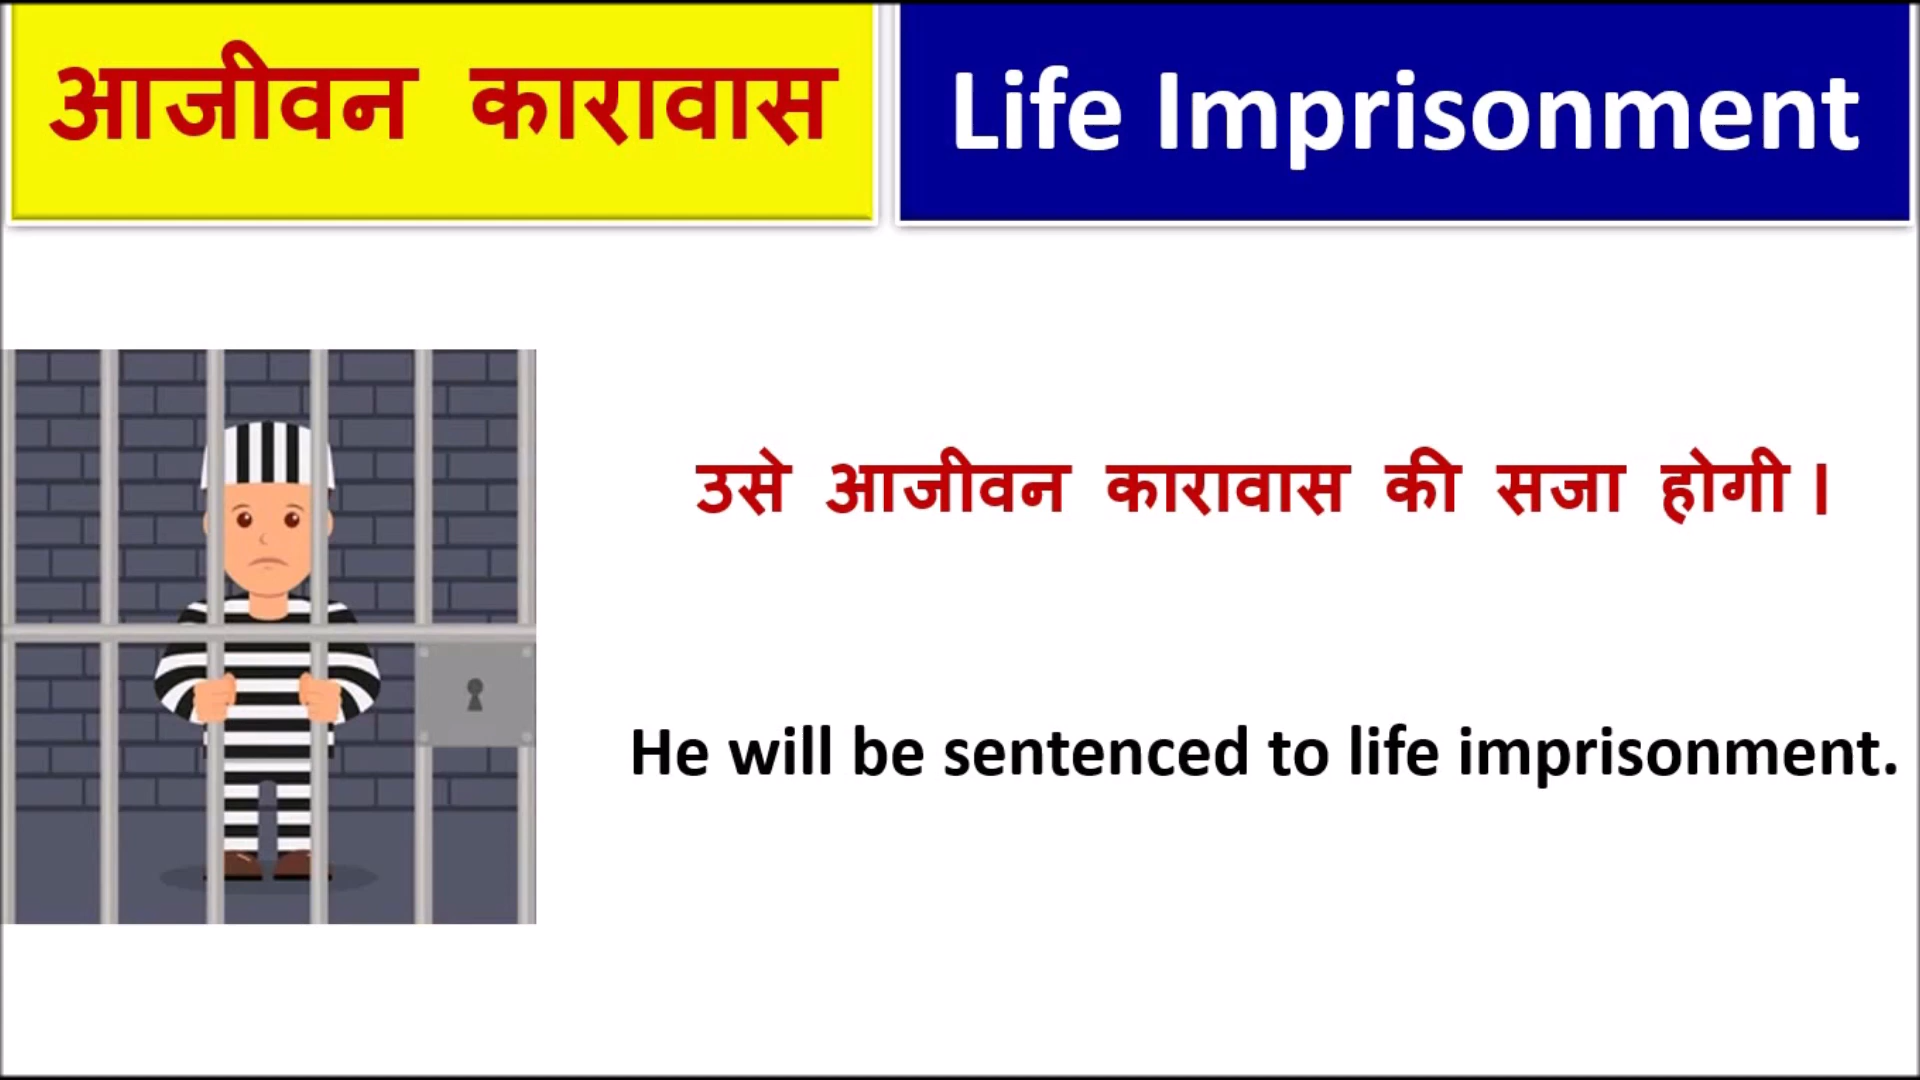 आजीवन कारावास
Life Imprisonment
उसे आजीवन कारावास की सजा होगी ।
He will be sentenced to life imprisonment.